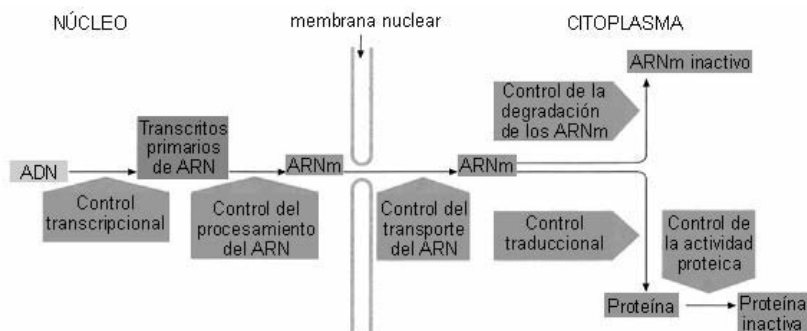 NÚCLEO
membrana nuclear
CITOPLASMA
ARNm inactivo
Control de la
degradación
de los ARNm
Transcritos
primarios
de ARN
ADN
ARNm
ARNm
Control
transcripcional
Control del
procesamiento
del ARN
Control del
transporte
del ARN
Control
traduccional
Control de
la actividad
proteica
Proteína
Proteína
inactiva